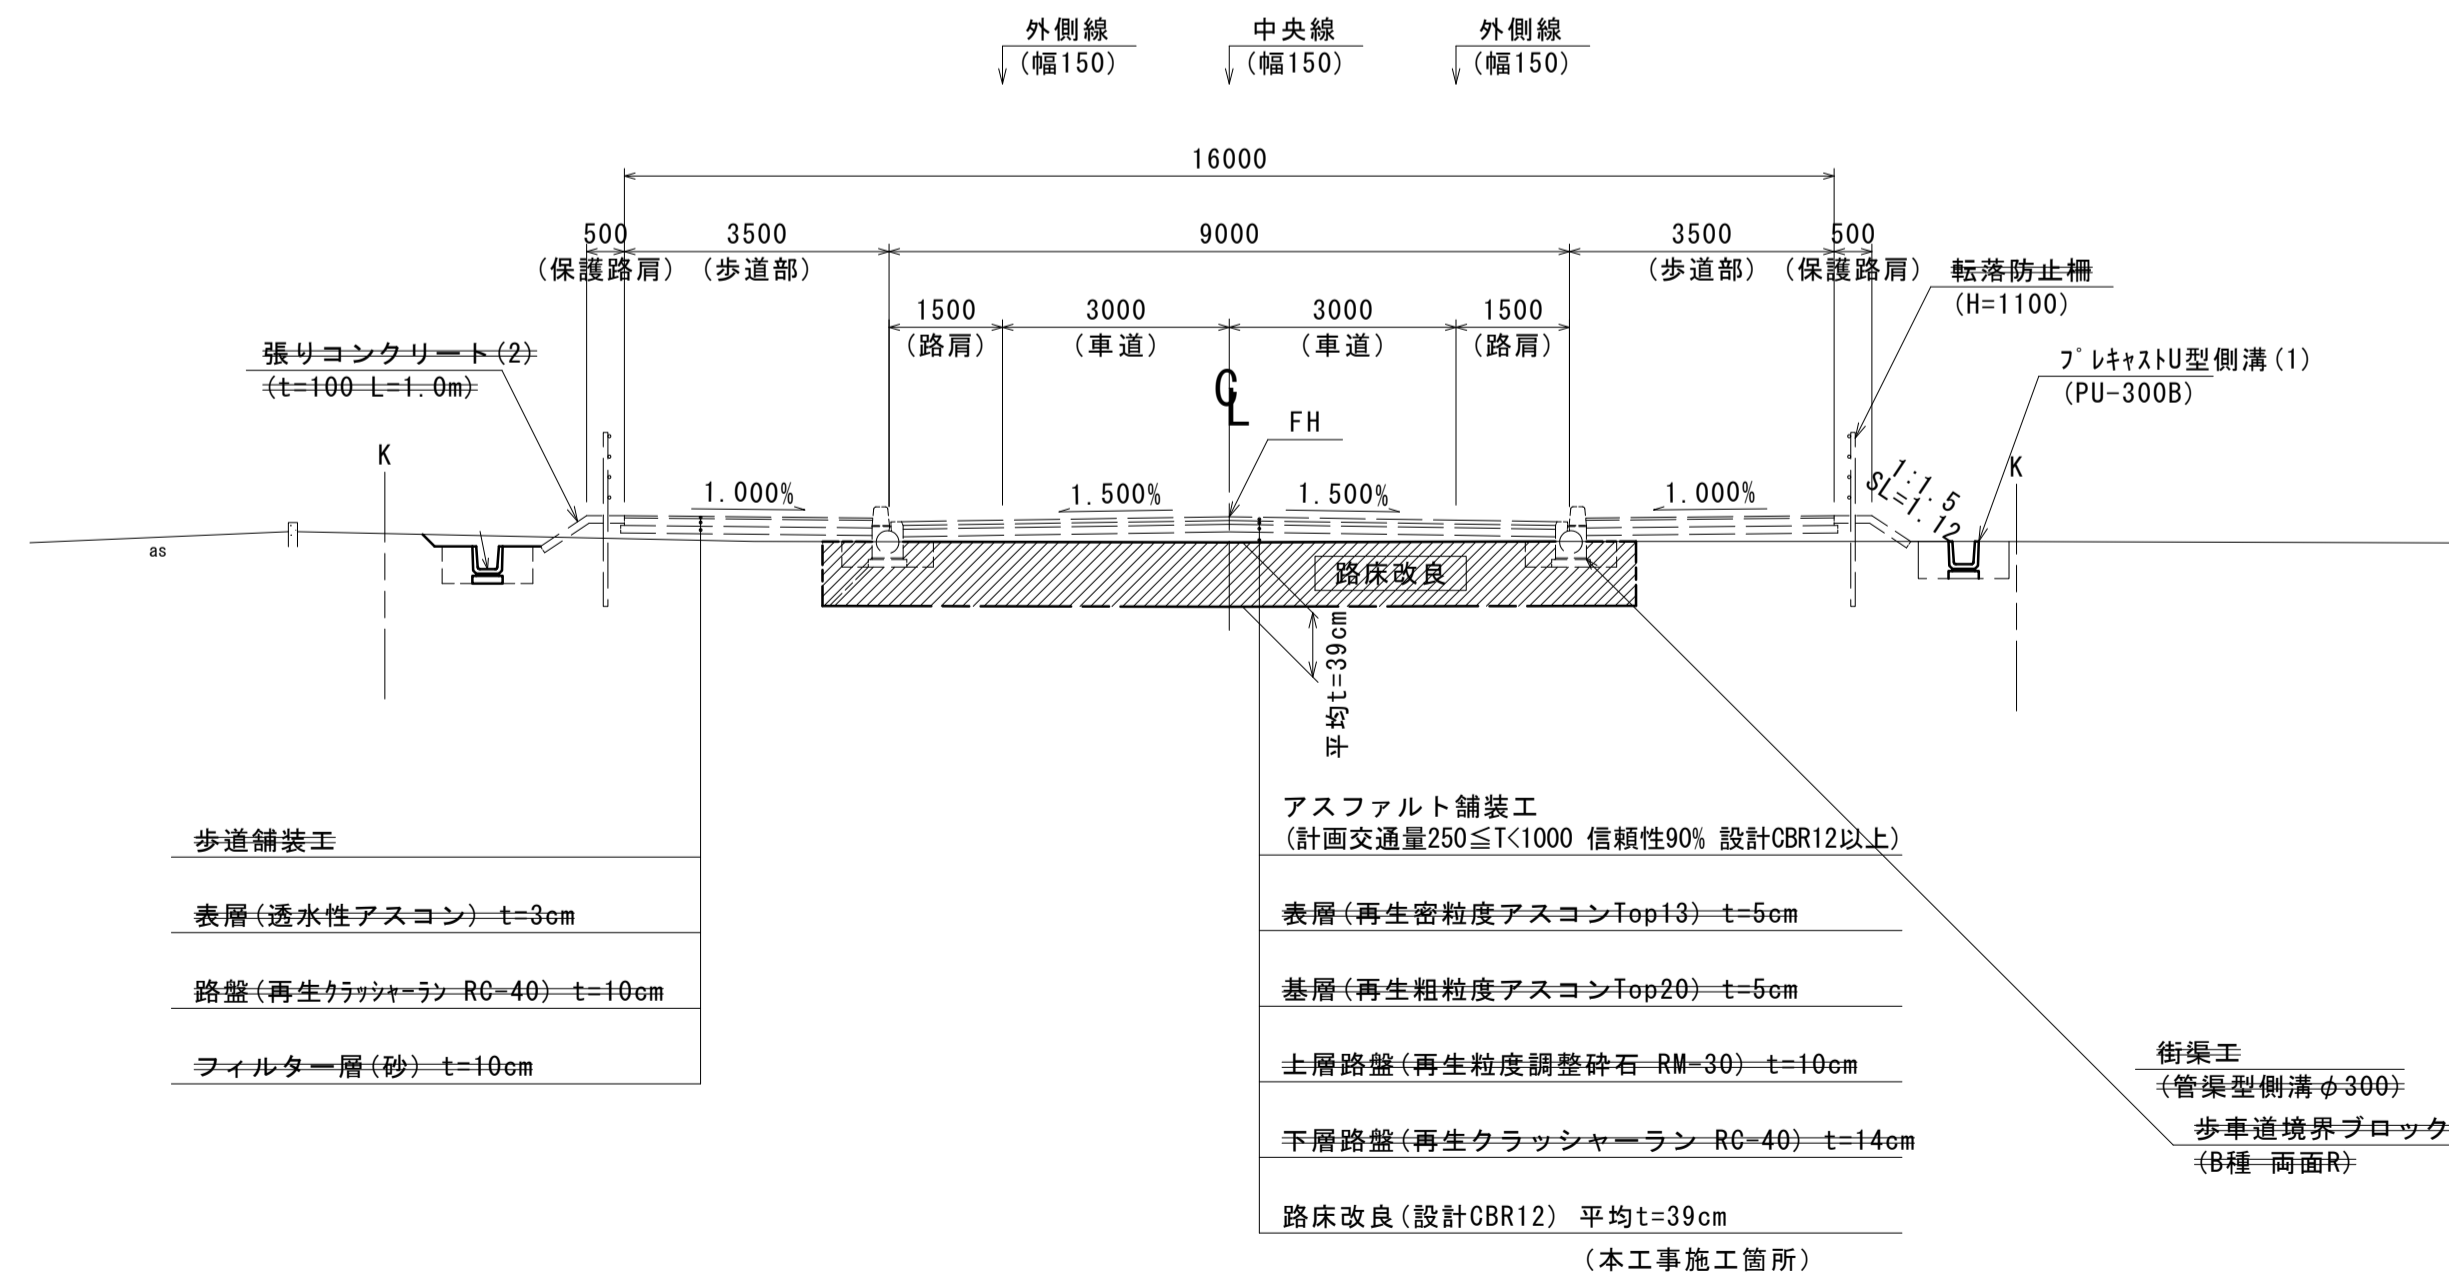 外側線
(幅150)
中央線
(幅150)
外側線
(幅150)
16000
500
(保護路肩)
3500
(歩道部)
9000
3500
(歩道部)
500
(保護路肩)
転落防止柵
(H=1100)
1500
(路肩)
3000
(車道)
3000
(車道)
1500
(路肩)
張りコンクリート(2)
(t=100 L=1.0m)
プレキャストU型側溝(1)
(PU-300B)
CL
FH
K
K
1.000%
1.500%
1.500%
1.000%
1:1.5
SL=1.12
as
路床改良
平均t=39cm
歩道舗装工
表層(透水性アスコン) t=3cm
路盤(再生クラッシャーラン RC-40) t=10cm
フィルター層(砂) t=10cm
アスファルト舗装工
(計画交通量250≦T<1000 信頼性90% 設計CBR12以上)
表層(再生密粒度アスコンTop13) t=5cm
基層(再生粗粒度アスコンTop20) t=5cm
上層路盤(再生粒度調整砕石 RM-30) t=10cm
下層路盤(再生クラッシャーラン RC-40) t=14cm
路床改良(設計CBR12) 平均t=39cm
(本工事施工箇所)
街渠工
(管渠型側溝φ300)
歩車道境界ブロック
(B種 両面R)